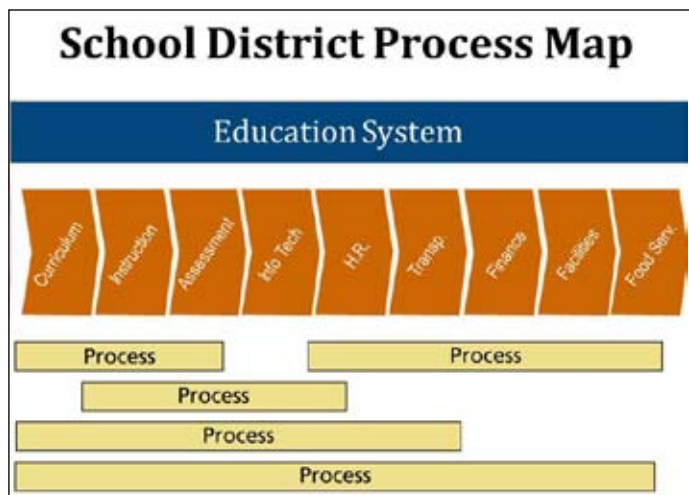 School District Process Map
Education System
Curriculum
Instruction
Assessment
Info Tech
H.R.
Transp.
Finance
Facilities
Food Serv.
Process
Process
Process
Process
Process